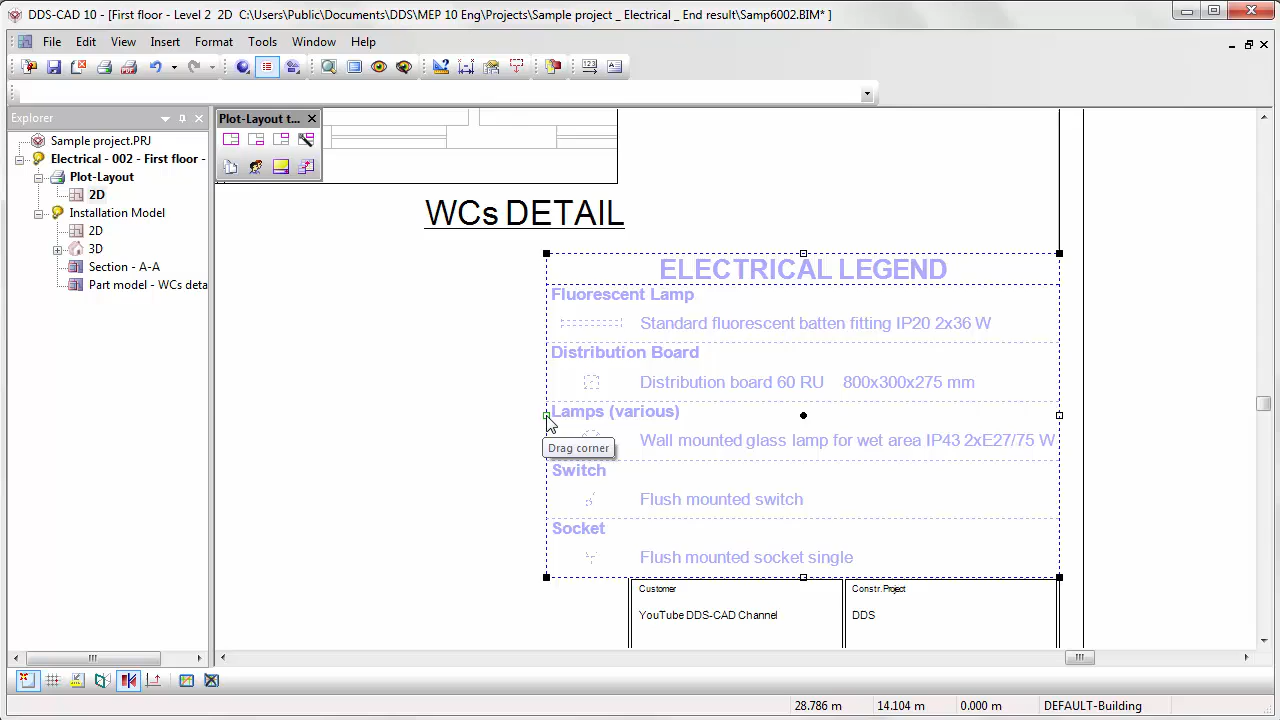 DDS-CAD 10 - [First floor - Level 2  2D  C:\Users\Public\Documents\DDS\MEP 10 Eng\Projects\Sample project _ Electrical _ End result\Samp6002.BIM* ]
File Edit View Insert Format Tools Window Help
Explorer
Plot-Layout t...
Sample project.PRJ
Electrical - 002 - First floor -
Plot-Layout
2D
Installation Model
2D
3D
Section - A-A
Part model - WCs deta
WCs DETAIL
ELECTRICAL LEGEND
Fluorescent Lamp
Standard fluorescent batten fitting IP20 2x36 W
Distribution Board
Distribution board 60 RU 800x300x275 mm
Lamps (various)
Wall mounted glass lamp for wet area IP43 2xE27/75 W
Drag corner
Switch
Flush mounted switch
Socket
Flush mounted socket single
Customer Constr.Project
YouTube DDS-CAD Channel DDS
28.786 m 14.104 m 0.000 m DEFAULT-Building